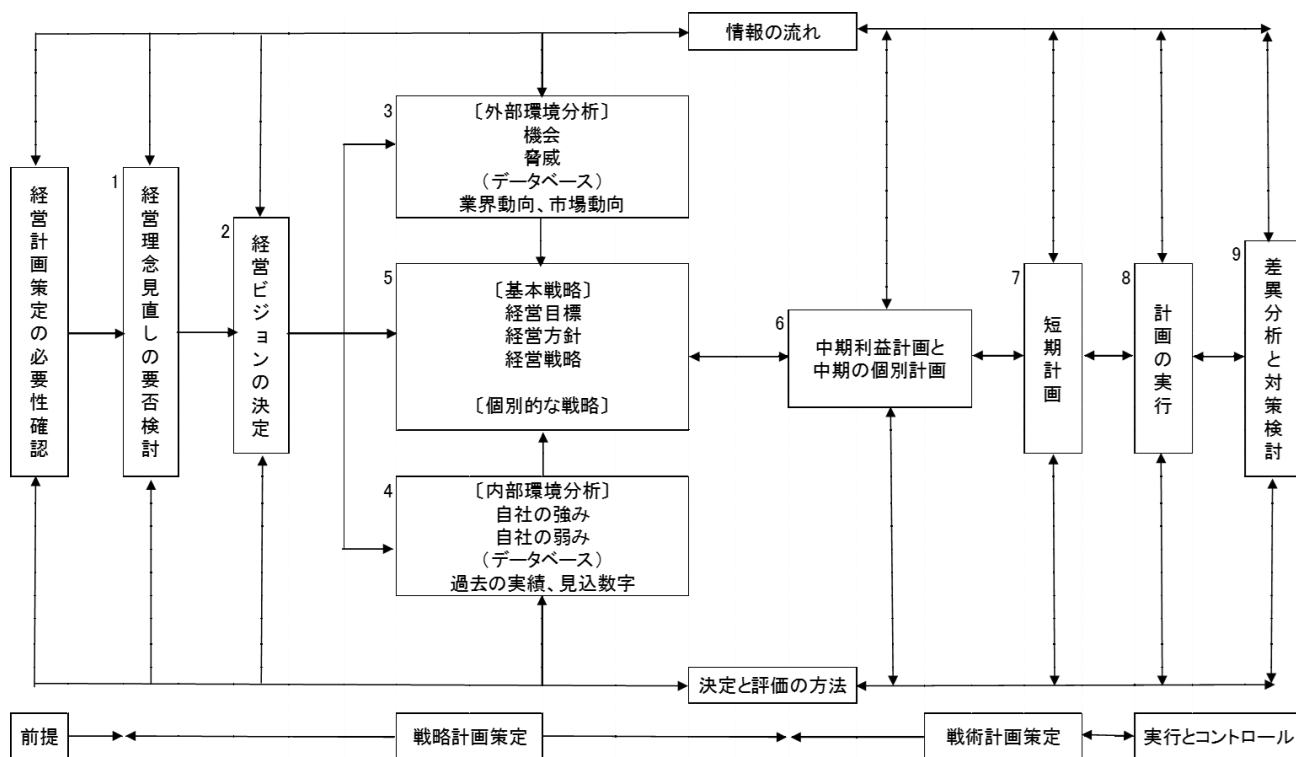 情報の流れ
経営計画策定の必要性確認
1
経営理念見直しの要否検討
2
経営ビジョンの決定
3
〔外部環境分析〕
機会
脅威
（データベース）
業界動向、市場動向
5
〔基本戦略〕
経営目標
経営方針
経営戦略
〔個別的な戦略〕
4
〔内部環境分析〕
自社の強み
自社の弱み
（データベース）
過去の実績、見込数字
6
中期利益計画と
中期の個別計画
7
短期計画
8
計画の実行
9
差異分析と対策検討
決定と評価の方法
前提
戦略計画策定
戦術計画策定
実行とコントロール